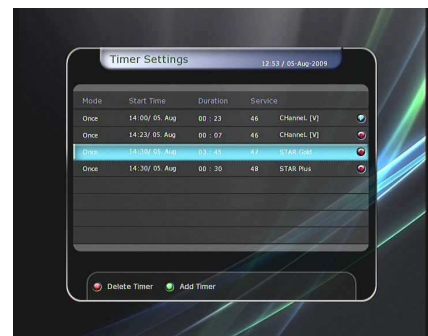 Timer Settings 12:53 / 05-Aug-2009
Mode Start Time Duration Service
Once 14:00/ 05. Aug 00 : 23 46 CHanneL [V]
Once 14:23/ 05. Aug 00 : 07 46 CHanneL [V]
Once 14:30/ 05. Aug 03 : 45 47 STAR Gold
Once 14:30/ 05. Aug 00 : 30 48 STAR Plus
Delete Timer Add Timer